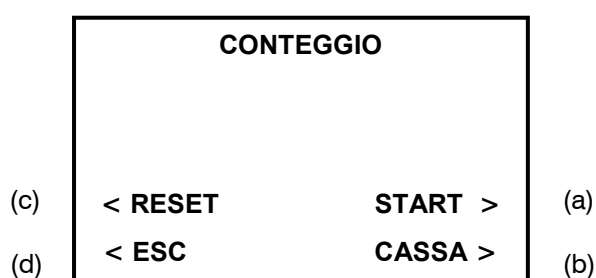 CONTEGGIO
(c) < RESET START > (a)
(d) < ESC CASSA > (b)